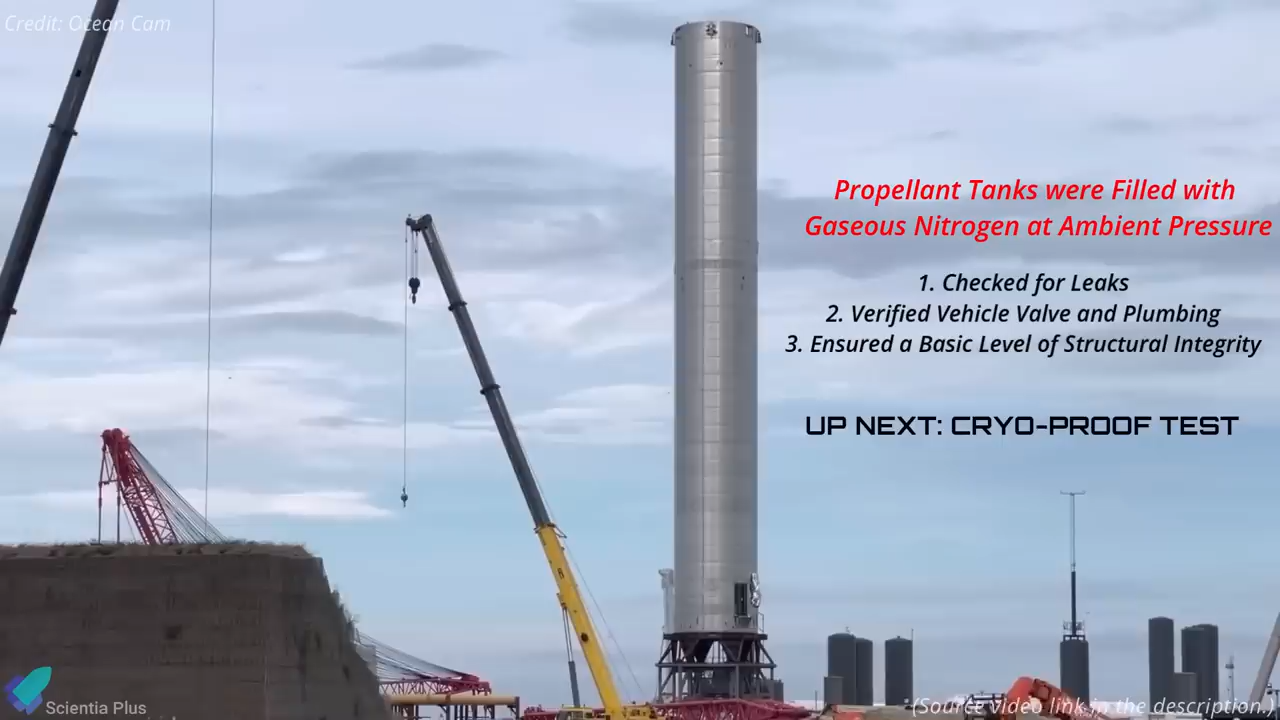 Credit: Ocean Cam
Propellant Tanks were Filled with
Gaseous Nitrogen at Ambient Pressure
1. Checked for Leaks
2. Verified Vehicle Valve and Plumbing
3. Ensured a Basic Level of Structural Integrity
UP NEXT: CRYO-PROOF TEST
Scientia Plus
(Source video link in the description.)